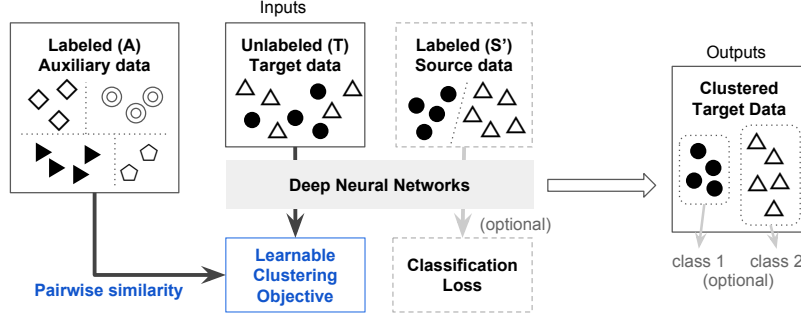 Inputs
Labeled (A)
Auxiliary data
Unlabeled (T)
Target data
Labeled (S')
Source data
Outputs
Clustered
Target Data
Deep Neural Networks
(optional)
Pairwise similarity
Learnable
Clustering
Objective
Classification
Loss
class 1
class 2
(optional)